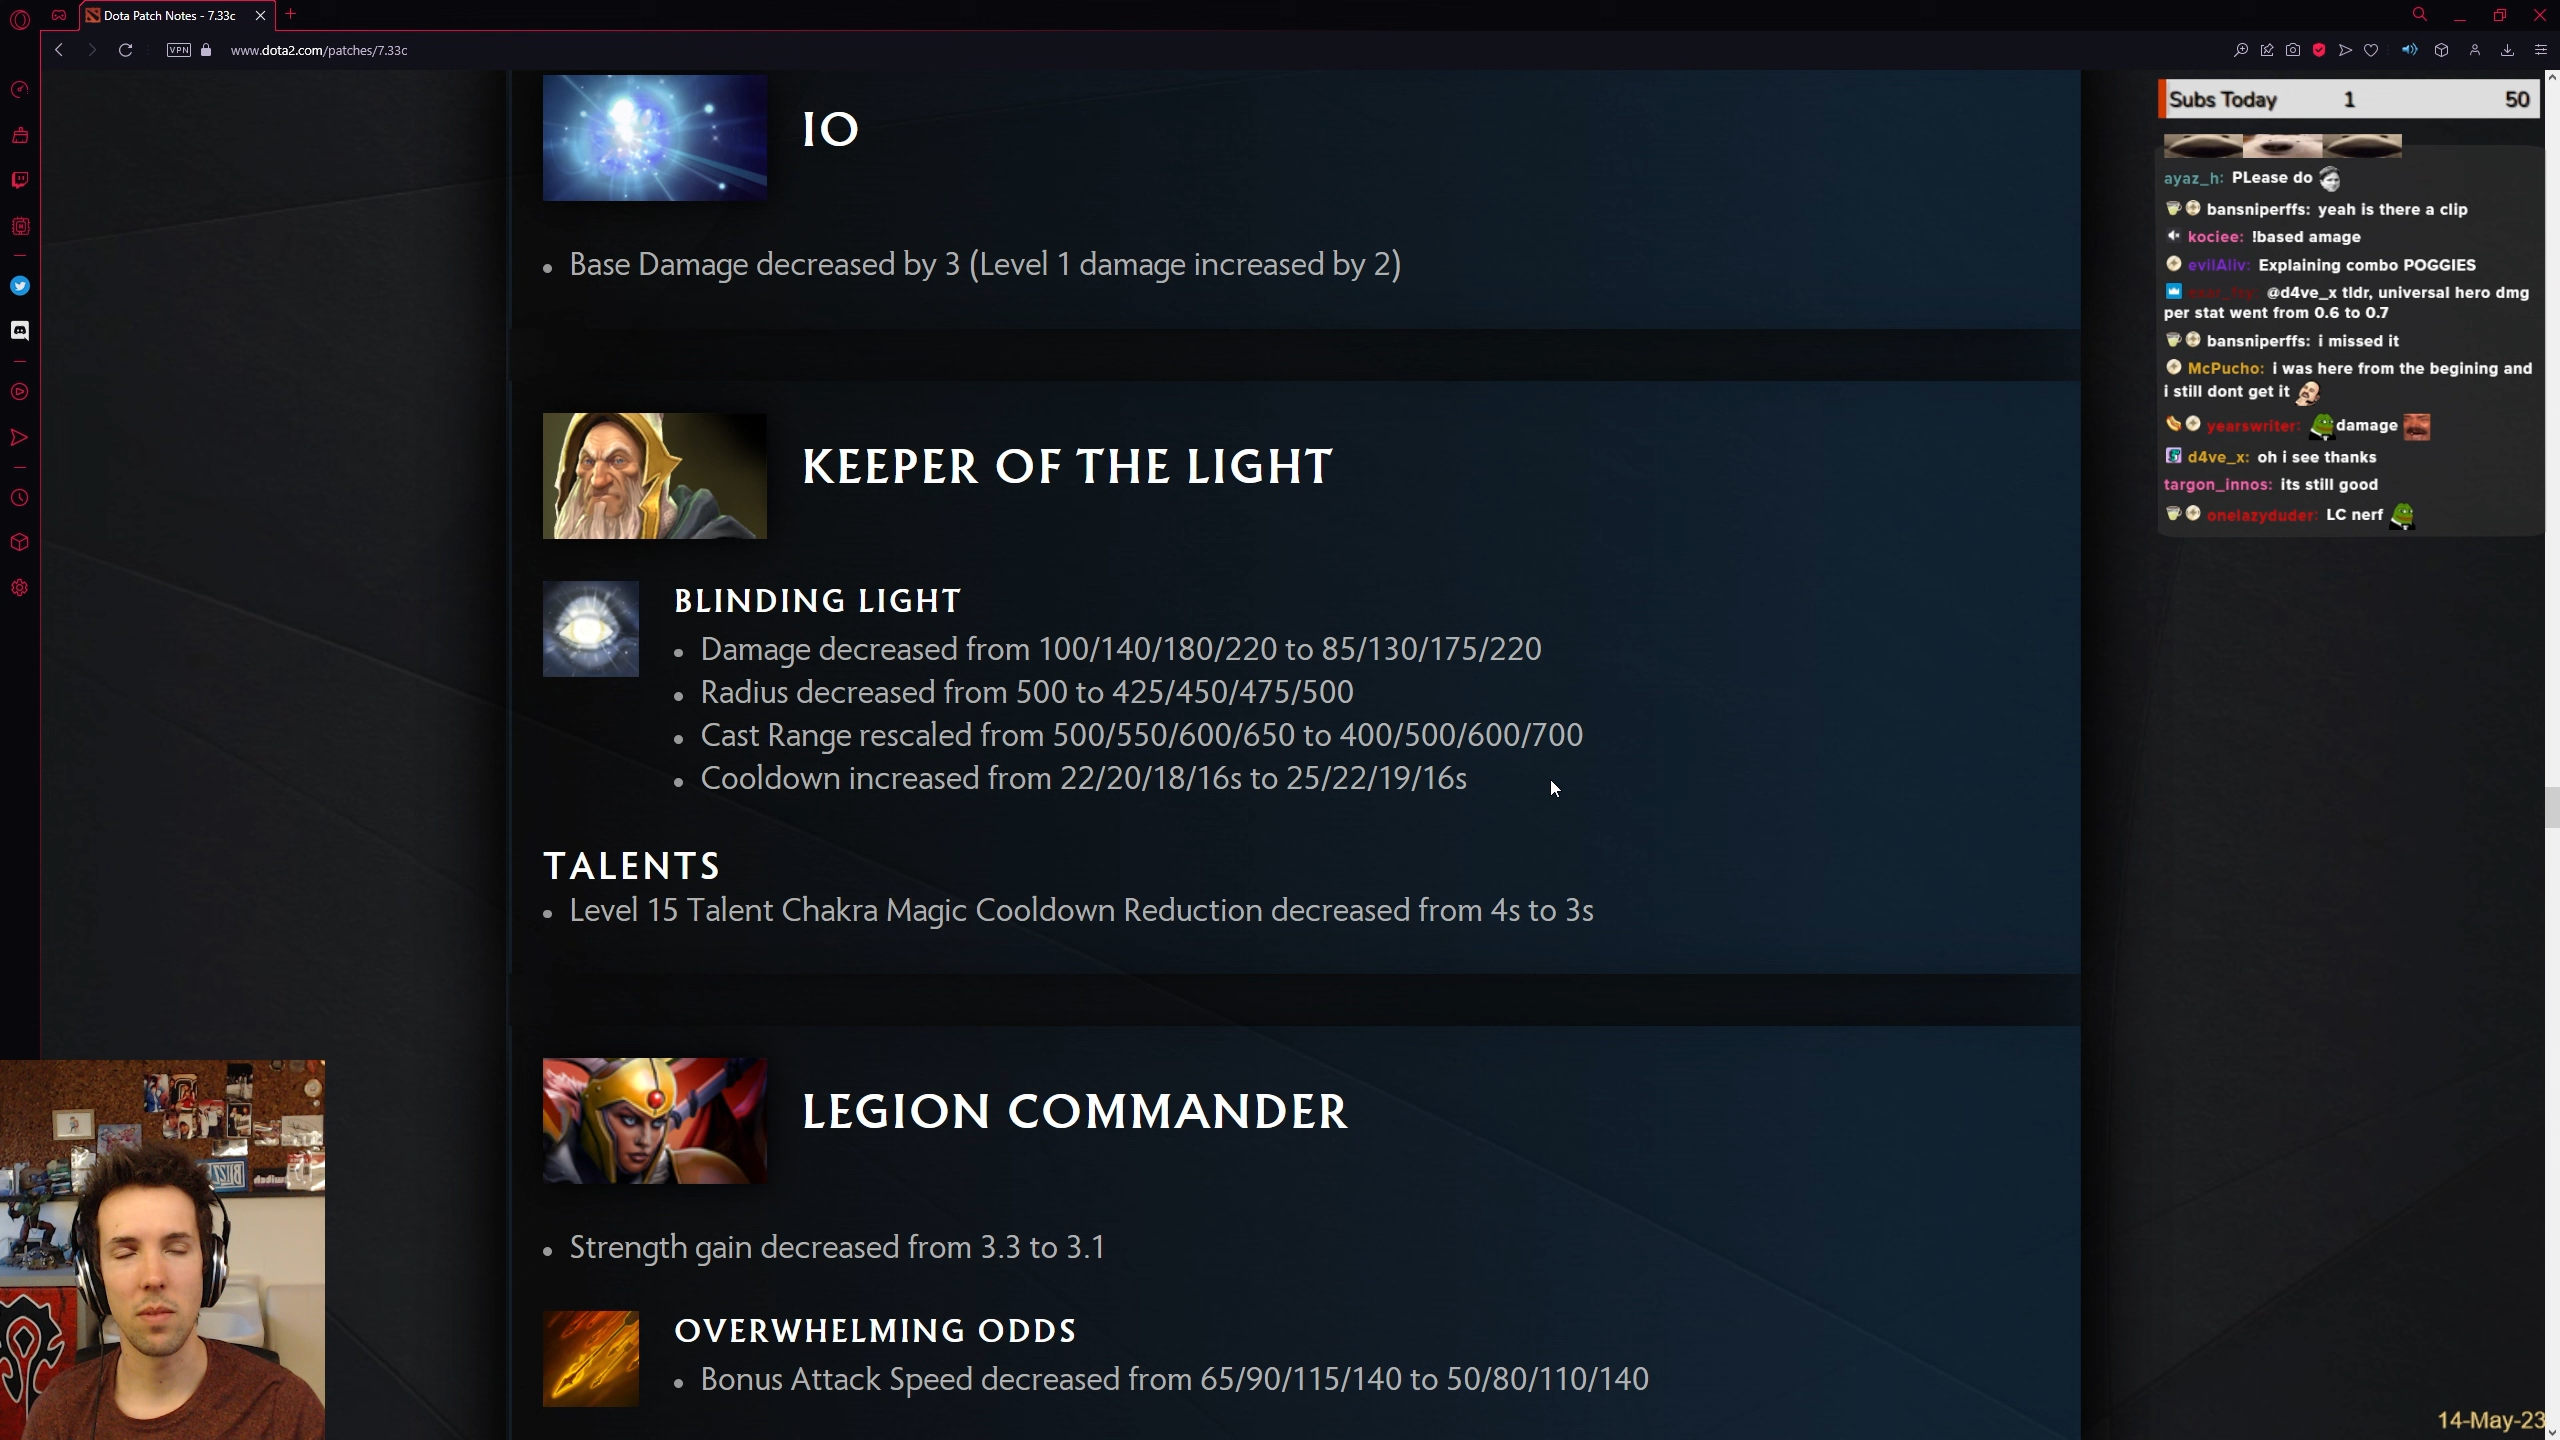 Dota Patch Notes - 7.33c
VPN
www.dota2.com/patches/7.33c
IO
Base Damage decreased by 3 (Level 1 damage increased by 2)
KEEPER OF THE LIGHT
BLINDING LIGHT
Damage decreased from 100/140/180/220 to 85/130/175/220
Radius decreased from 500 to 425/450/475/500
Cast Range rescaled from 500/550/600/650 to 400/500/600/700
Cooldown increased from 22/20/18/16s to 25/22/19/16s
TALENTS
Level 15 Talent Chakra Magic Cooldown Reduction decreased from 4s to 3s
LEGION COMMANDER
Strength gain decreased from 3.3 to 3.1
OVERWHELMING ODDS
Bonus Attack Speed decreased from 65/90/115/140 to 50/80/110/140
Subs Today 1 50
ayaz_h: PLease do
bansniperffs: yeah is there a clip
kociee: !based amage
evilAliv: Explaining combo POGGIES
@d4ve_x tldr, universal hero dmg
per stat went from 0.6 to 0.7
bansniperffs: i missed it
McPucho: i was here from the begining and
i still dont get it
yearswriter: damage
d4ve_x: oh i see thanks
targon_innos: its still good
onelazyduder: LC nerf
14-May-23